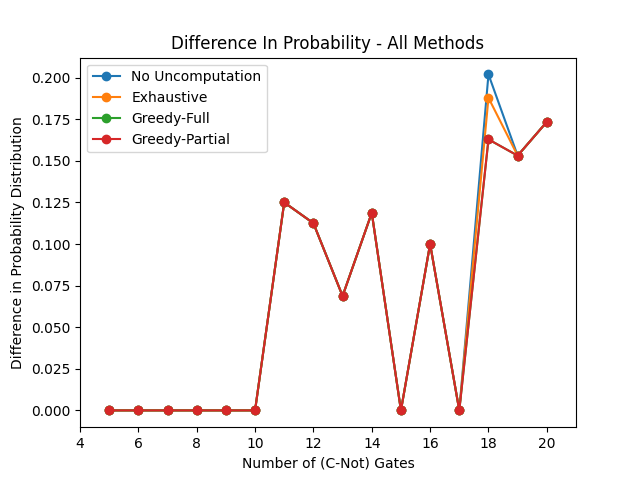 Difference In Probability - All Methods
No Uncomputation
Exhaustive
Greedy-Full
Greedy-Partial
Difference in Probability Distribution
0.200
0.175
0.150
0.125
0.100
0.075
0.050
0.025
0.000
4 6 8 10 12 14 16 18 20
Number of (C-Not) Gates